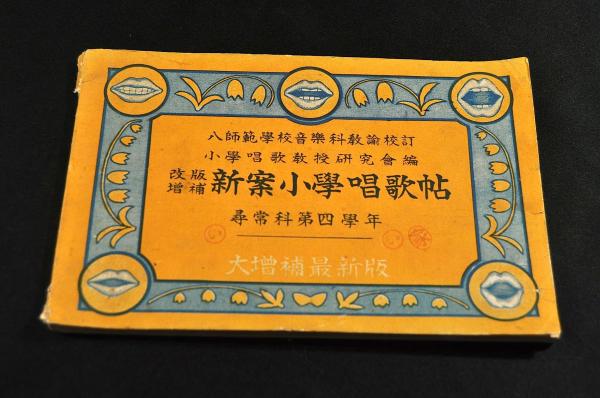 八師範學校音樂科教諭校訂
小學唱歌教授研究會編
改版增補 新案小學唱歌帖
尋常科第四學年
大增補最新版